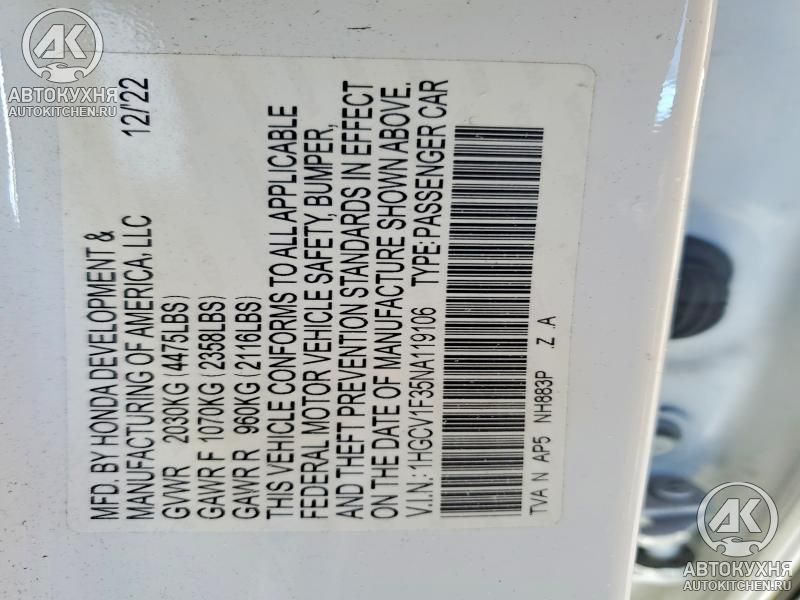 AK
АВТОКУХНЯ
AUTOKITCHEN.RU
MFD. BY HONDA DEVELOPMENT &
MANUFACTURING OF AMERICA, LLC
12/22
GVWR 2030KG (4475LBS)
GAWR F 1070KG (2358LBS)
GAWR R 960KG (2116LBS)
THIS VEHICLE CONFORMS TO ALL APPLICABLE
FEDERAL MOTOR VEHICLE SAFETY, BUMPER,
AND THEFT PREVENTION STANDARDS IN EFFECT
ON THE DATE OF MANUFACTURE SHOWN ABOVE.
V.I.N.: 1HGCV1F35NA119106 TYPE: PASSENGER CAR
TVA N AP5 NH883P .Z .A
AK
АВТОКУХНЯ
AUTOKITCHEN.RU